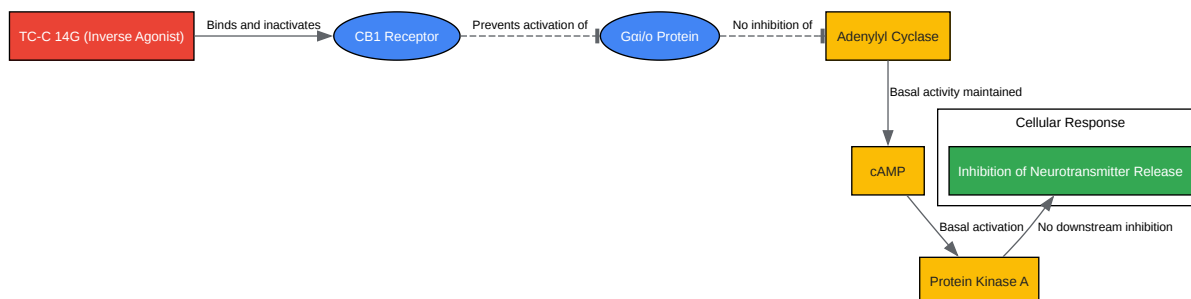 TC-C 14G (Inverse Agonist)
Binds and inactivates
CB1 Receptor
Prevents activation of
Gαi/o Protein
No inhibition of
Adenylyl Cyclase
Basal activity maintained
Cellular Response
cAMP
Inhibition of Neurotransmitter Release
Basal activation
No downstream inhibition
Protein Kinase A